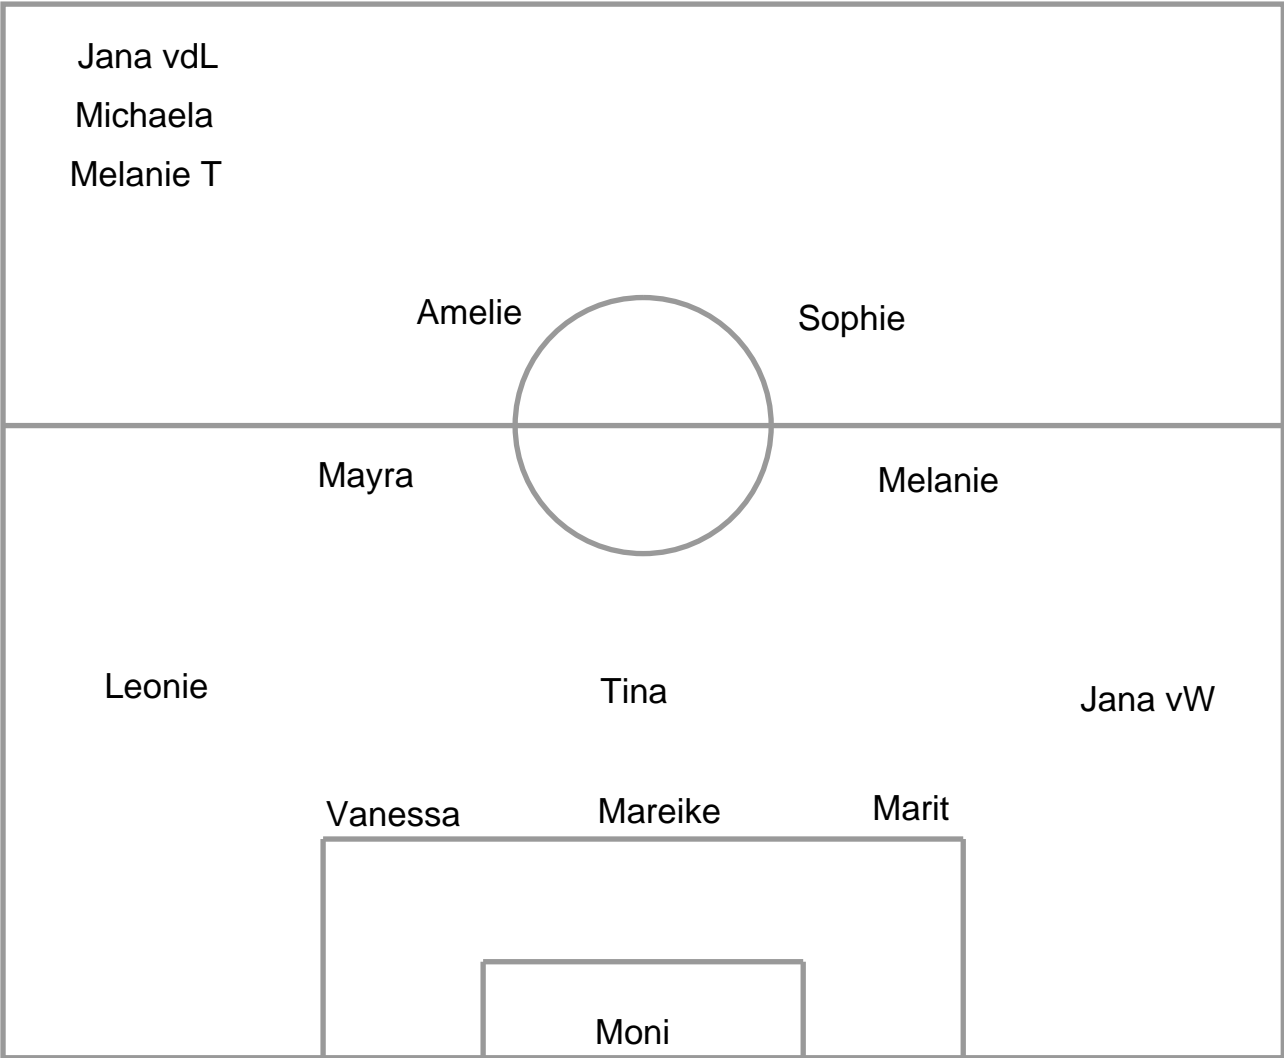 Jana vdL
Michaela
Melanie T
Amelie
Sophie
Mayra
Melanie
Leonie
Tina
Jana vW
Vanessa
Mareike
Marit
Moni